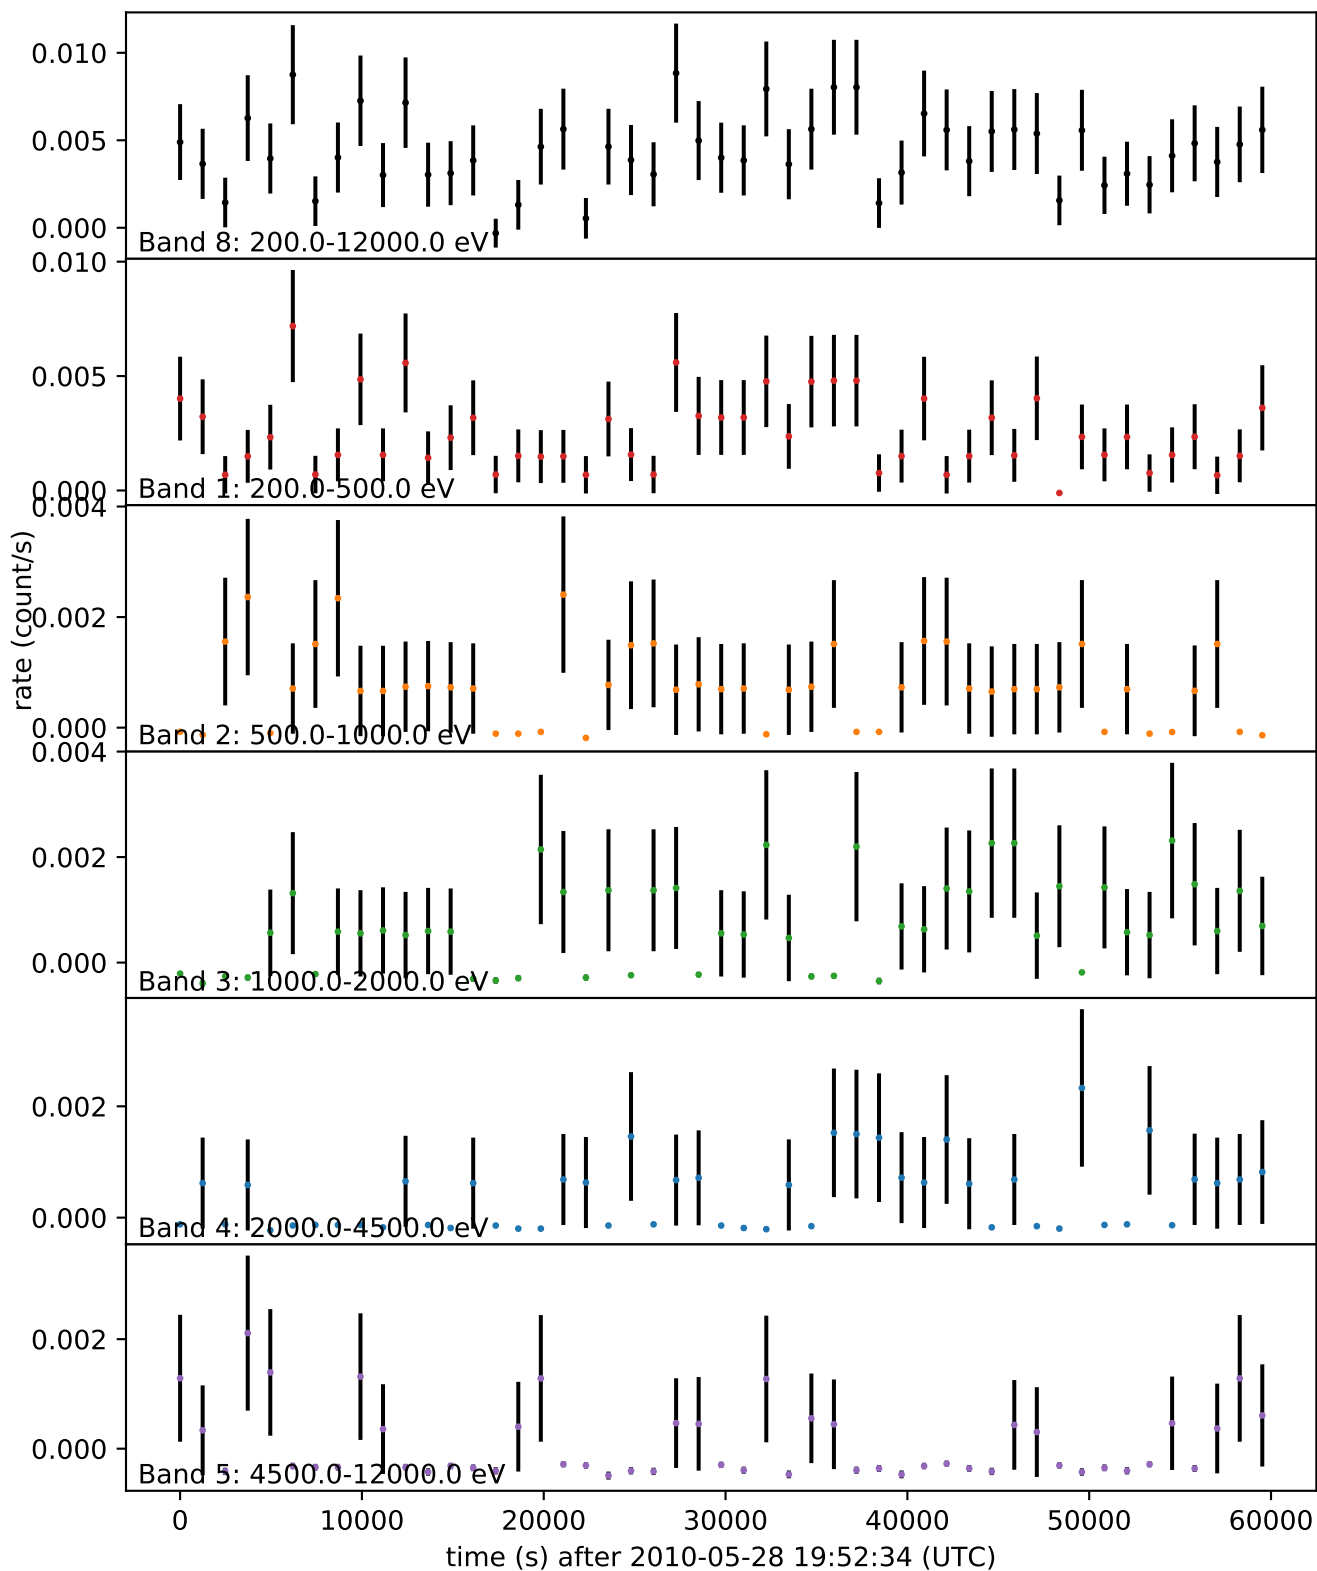 0.010
0.005
0.000
Band 8: 200.0-12000.0 eV
0.010
0.005
0.000
Band 1: 200.0-500.0 eV
0.004
0.002
0.000
Band 2: 500.0-1000.0 eV
rate (count/s)
0.004
0.002
0.000
Band 3: 1000.0-2000.0 eV
0.002
0.000
Band 4: 2000.0-4500.0 eV
0.002
0.000
Band 5: 4500.0-12000.0 eV
0 10000 20000 30000 40000 50000 60000
time (s) after 2010-05-28 19:52:34 (UTC)